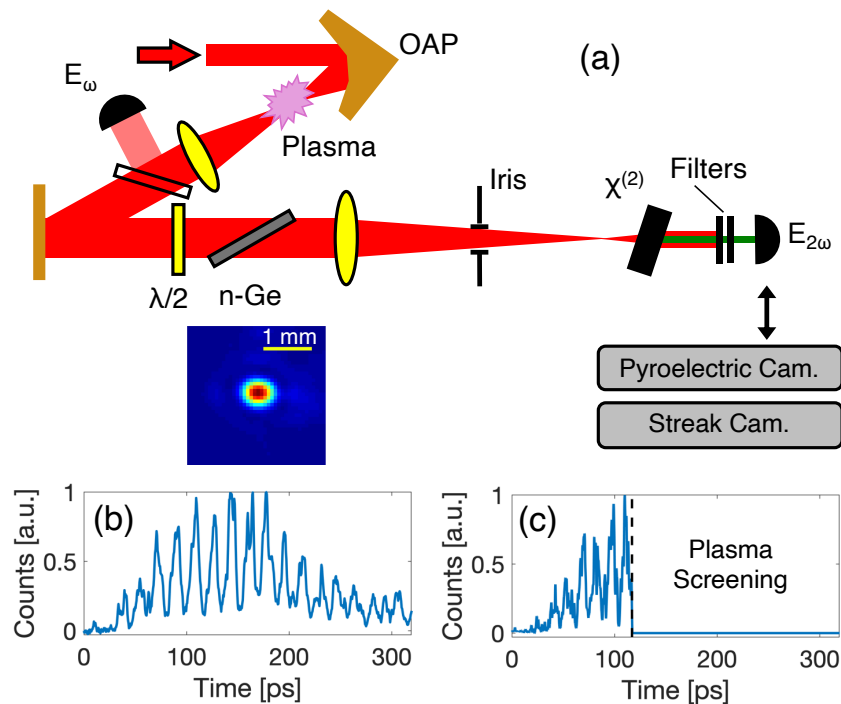 OAP
(a)
E_ω
Plasma
Iris
χ^(2)
Filters
E_2ω
λ/2
n-Ge
1 mm
Pyroelectric Cam.
Streak Cam.
(b)
Counts [a.u.]
1
0.5
0
0
100
200
300
Time [ps]
(c)
Counts [a.u.]
1
0.5
0
Plasma
Screening
0
100
200
300
Time [ps]